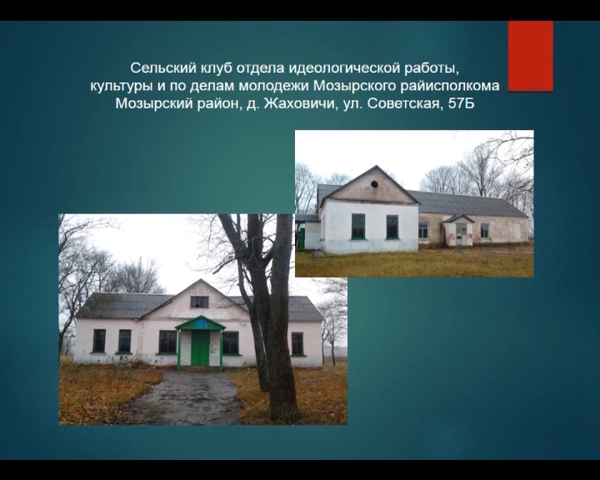 Сельский клуб отдела идеологической работы,
культуры и по делам молодежи Мозырского райисполкома
Мозырский район, д. Жаховичи, ул. Советская, 57Б